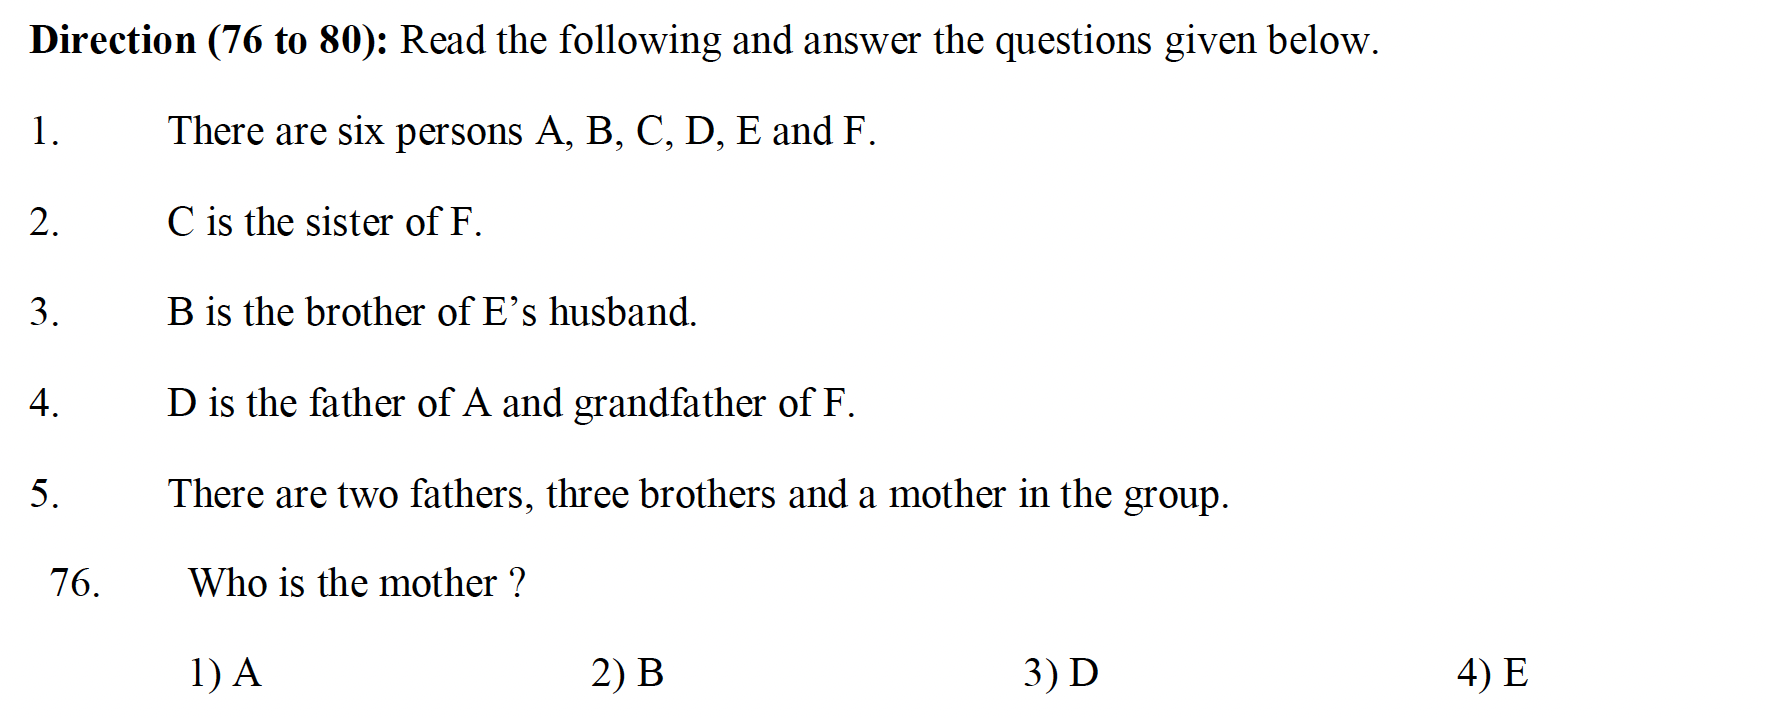 Direction (76 to 80): Read the following and answer the questions given below.
1. There are six persons A, B, C, D, E and F.
2. C is the sister of F.
3. B is the brother of E’s husband.
4. D is the father of A and grandfather of F.
5. There are two fathers, three brothers and a mother in the group.
76. Who is the mother ?
1) A 2) B 3) D 4) E